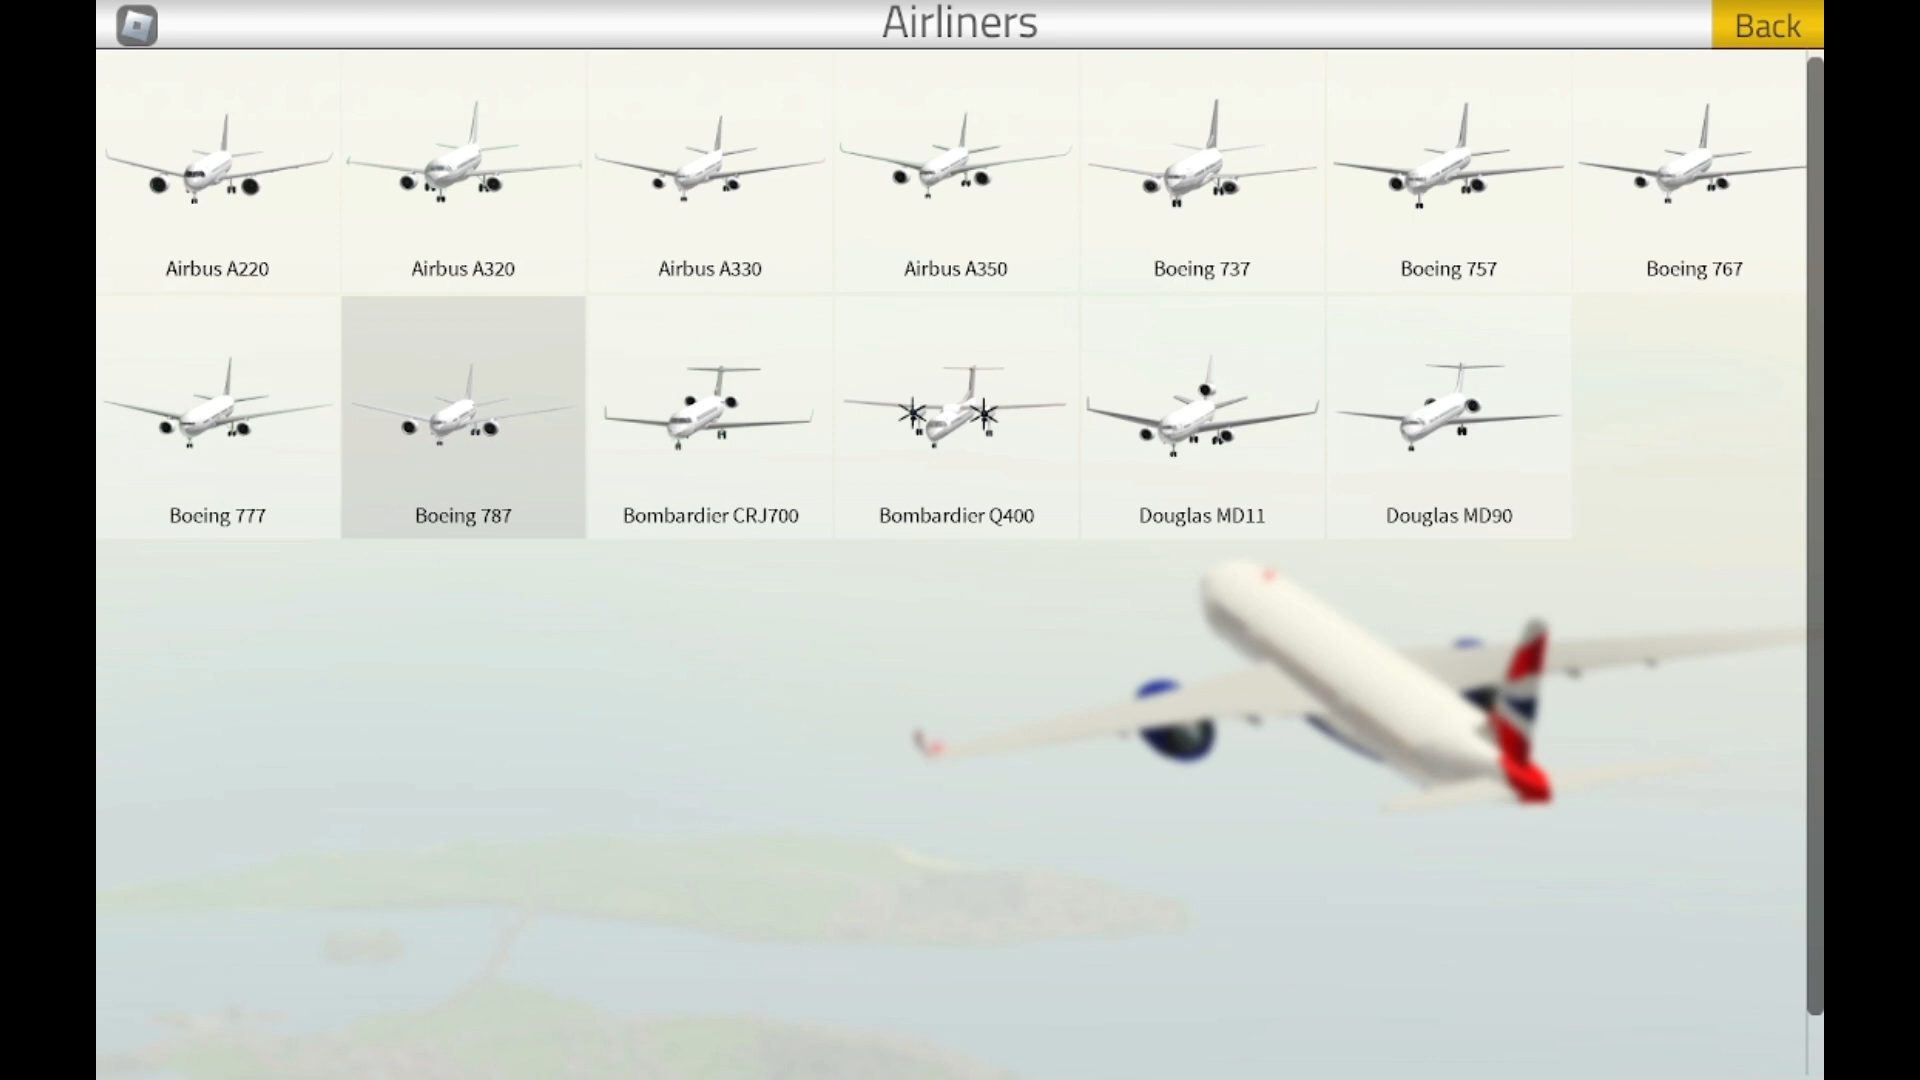 Airliners
Back
Airbus A220
Airbus A320
Airbus A330
Airbus A350
Boeing 737
Boeing 757
Boeing 767
Boeing 777
Boeing 787
Bombardier CRJ700
Bombardier Q400
Douglas MD11
Douglas MD90